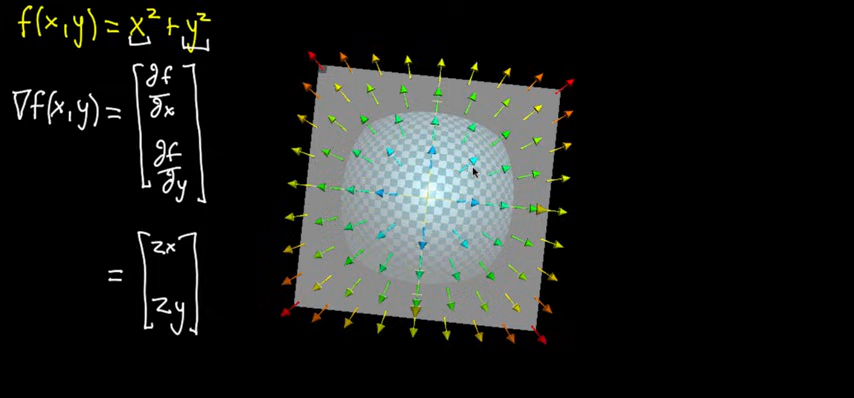 f(x,y) = x² + y²
∇f(x,y) = [∂f/∂x
∂f/∂y]
= [2x
2y]